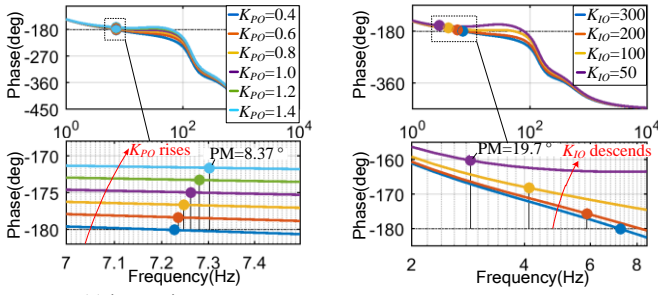 Phase(deg)
-180
-270
-360
-450
10^0
10^2
10^4
K_PO=0.4
K_PO=0.6
K_PO=0.8
K_PO=1.0
K_PO=1.2
K_PO=1.4
Phase(deg)
-170
-175
-180
K_PO rises
PM=8.37°
7
7.1
7.2
7.3
7.4
Frequency(Hz)
Phase(deg)
-180
-360
10^0
10^2
10^4
K_IO=300
K_IO=200
K_IO=100
K_IO=50
Phase(deg)
-160
-170
-180
PM=19.7°
K_IO descends
2
4
6
8
Frequency(Hz)